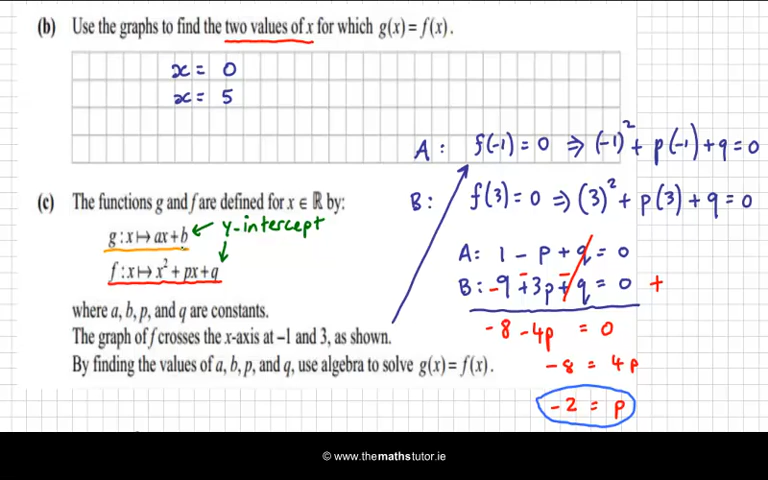 (b) Use the graphs to find the two values of x for which g(x) = f(x).
x = 0
x = 5
A: f(-1) = 0 ⇒ (-1)² + p(-1) + q = 0
B: f(3) = 0 ⇒ (3)² + p(3) + q = 0
(c) The functions g and f are defined for x ∈ ℝ by:
g : x ↦ ax + b ← y-intercept
f : x ↦ x² + px + q
where a, b, p, and q are constants.
The graph of f crosses the x-axis at –1 and 3, as shown.
By finding the values of a, b, p, and q, use algebra to solve g(x) = f(x).
A: 1 - p + q = 0
B: -9 + 3p + q = 0 +
-8 - 4p = 0
-8 = 4p
-2 = p
© www.themathstutor.ie